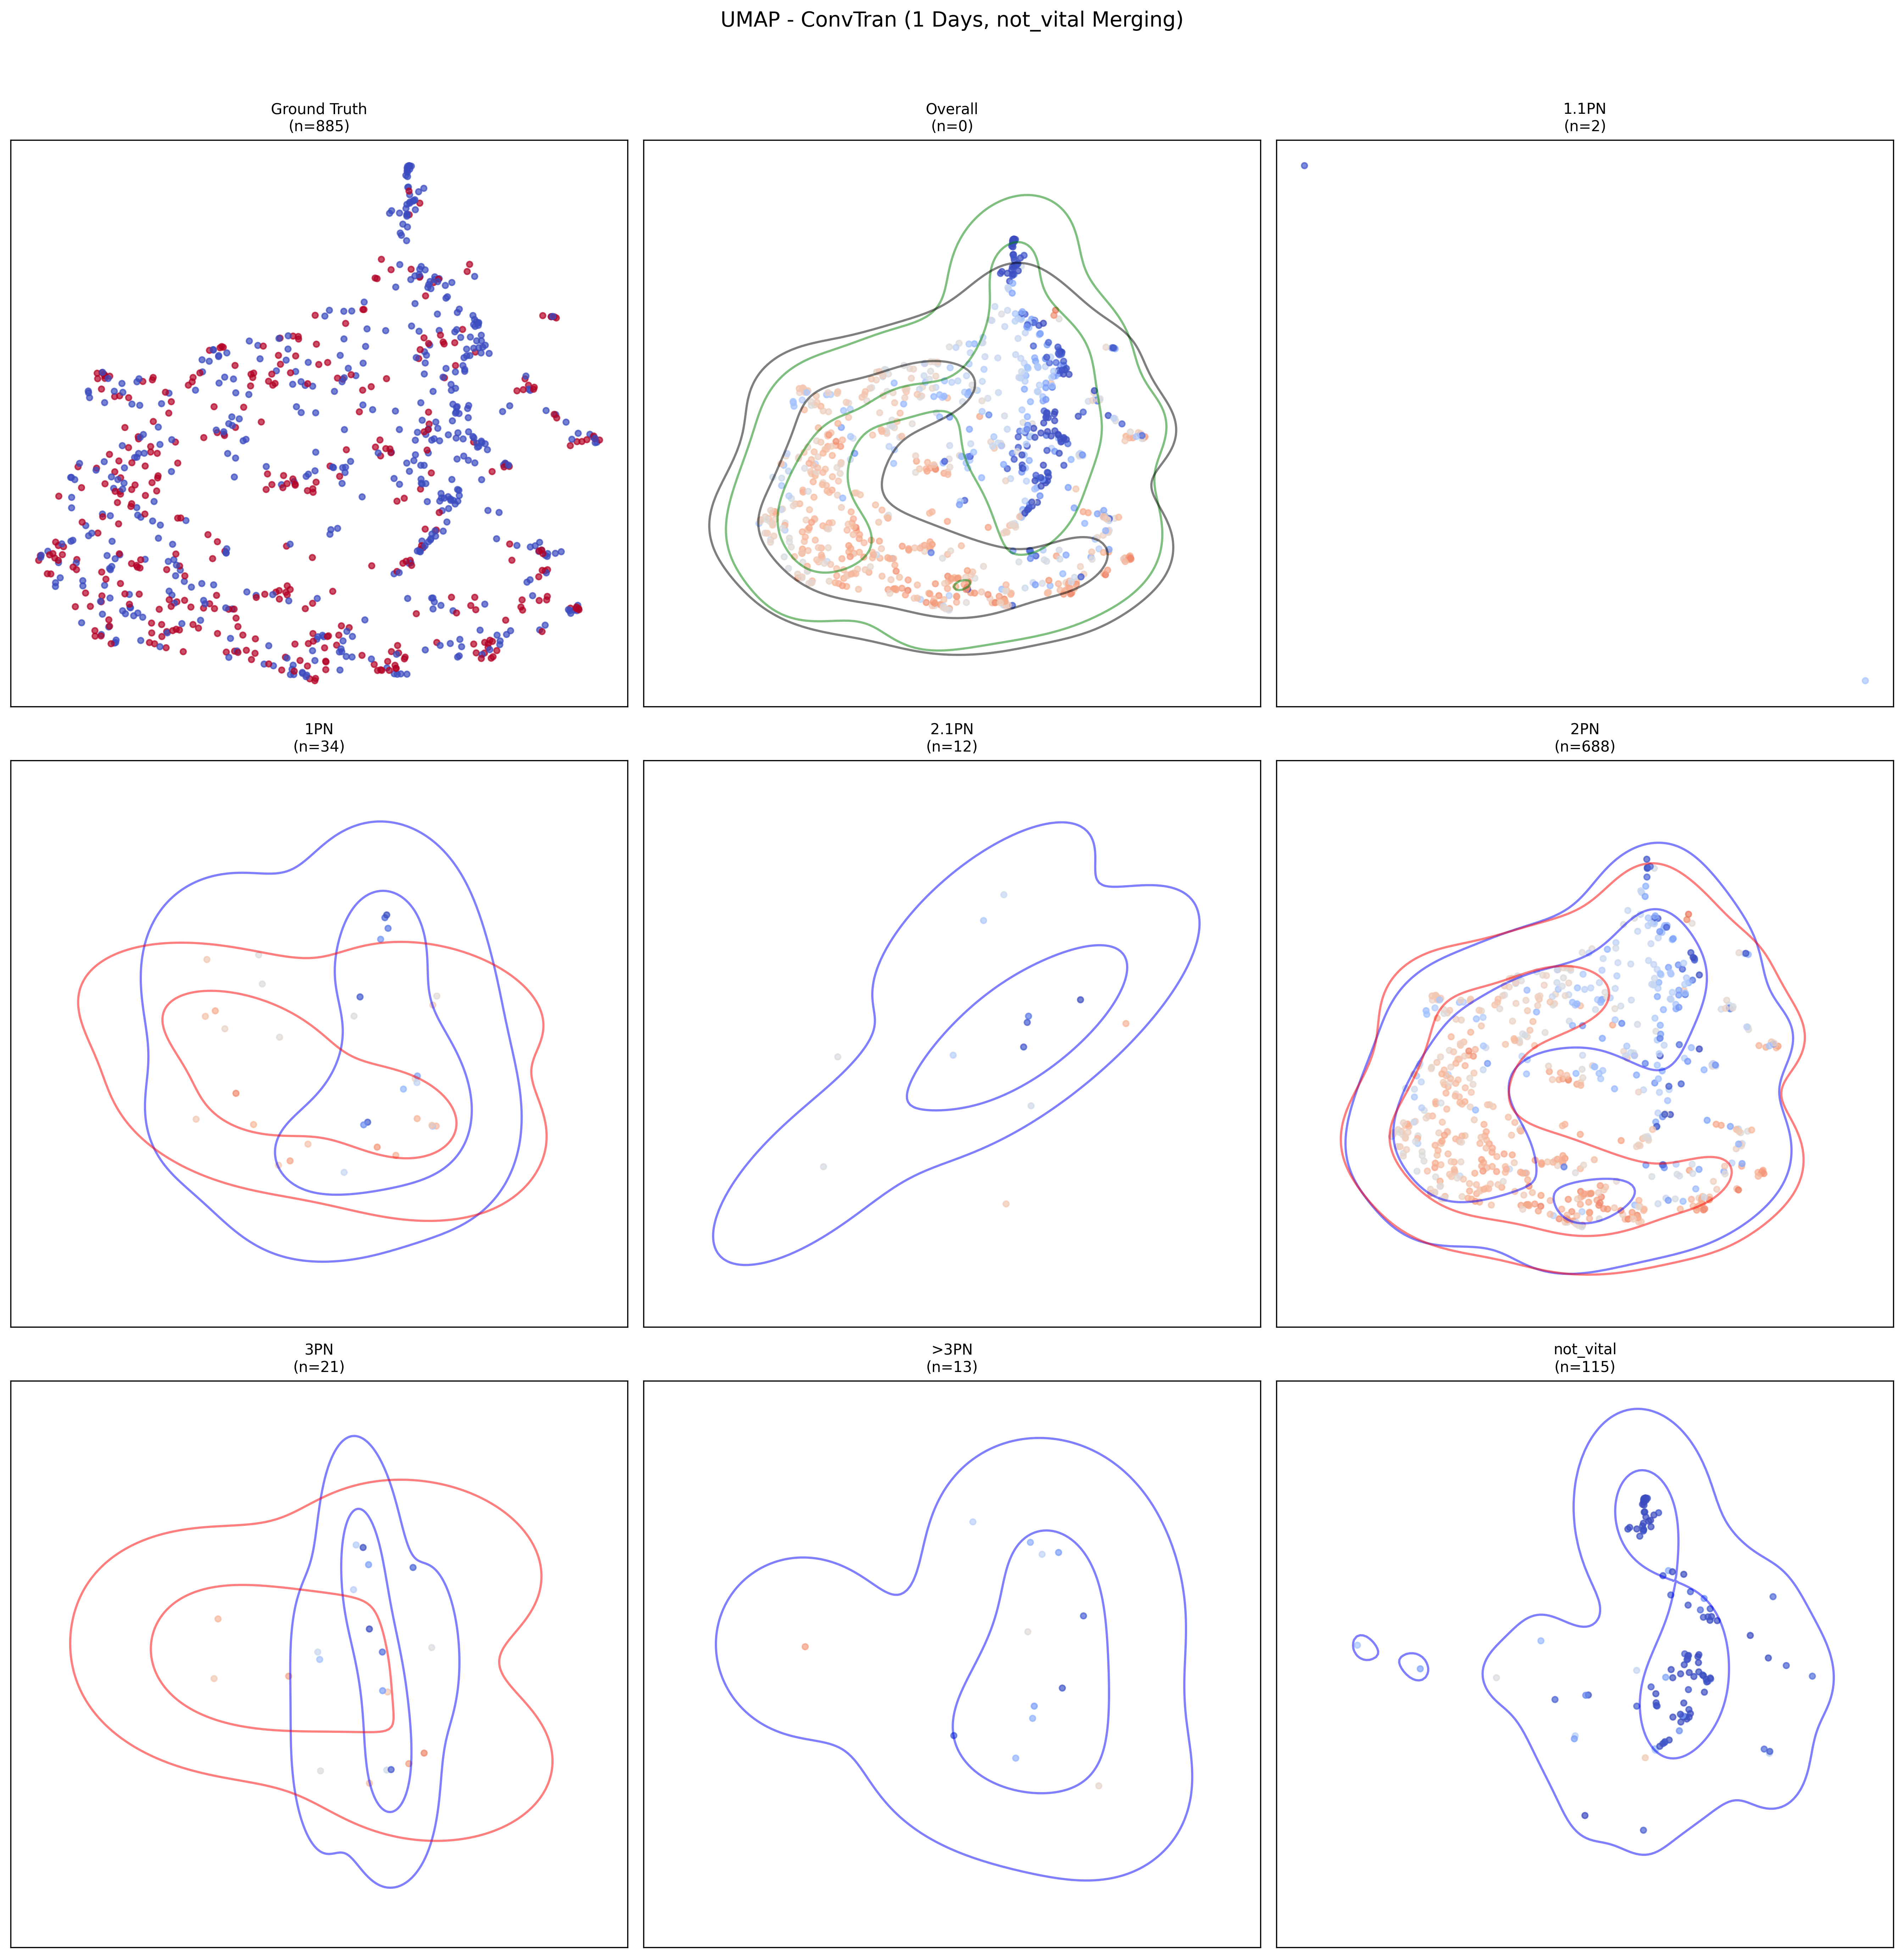 UMAP - ConvTran (1 Days, not_vital Merging)
Ground Truth
(n=885)
Overall
(n=0)
1.1PN
(n=2)
1PN
(n=34)
2.1PN
(n=12)
2PN
(n=688)
3PN
(n=21)
>3PN
(n=13)
not_vital
(n=115)